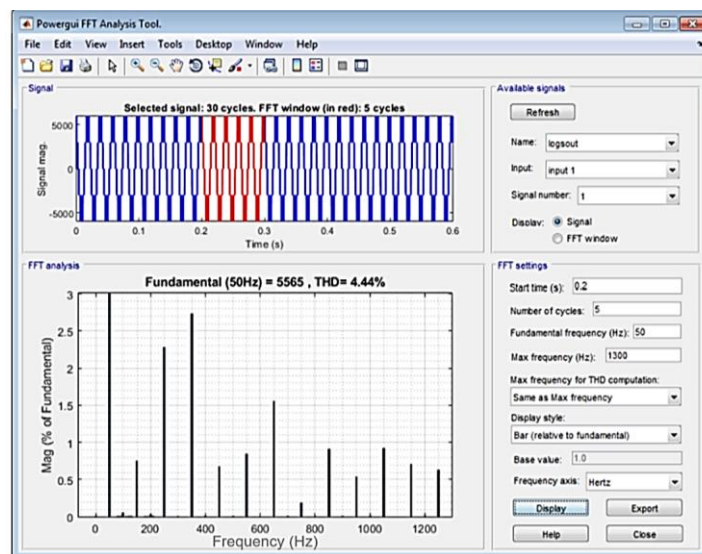 Powergui FFT Analysis Tool.
File Edit View Insert Tools Desktop Window Help
Signal
Selected signal: 30 cycles. FFT window (in red): 5 cycles
5000
0
-5000
Signal mag.
0 0.1 0.2 0.3 0.4 0.5 0.6
Time (s)
FFT analysis
Fundamental (50Hz) = 5565 , THD= 4.44%
3
2.5
2
1.5
1
0.5
0
Mag (% of Fundamental)
0 200 400 600 800 1000 1200
Frequency (Hz)
Available signals
Refresh
Name: logsout
Input: input 1
Signal number: 1
Display: Signal
FFT window
FFT settings
Start time (s): 0.2
Number of cycles: 5
Fundamental frequency (Hz): 50
Max frequency (Hz): 1300
Max frequency for THD computation:
Same as Max frequency
Display style:
Bar (relative to fundamental)
Base value: 1.0
Frequency axis: Hertz
Display Export
Help Close